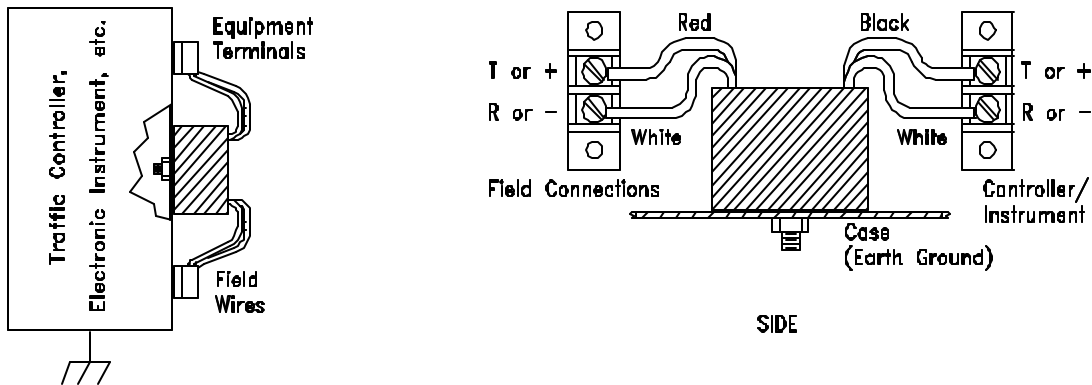 Equipment
Terminals
Traffic Controller,
Electronic Instrument, etc.
Field
Wires
Red
Black
T or +
T or +
R or -
R or -
White
White
Field Connections
Controller/
Instrument
Case
(Earth Ground)
SIDE